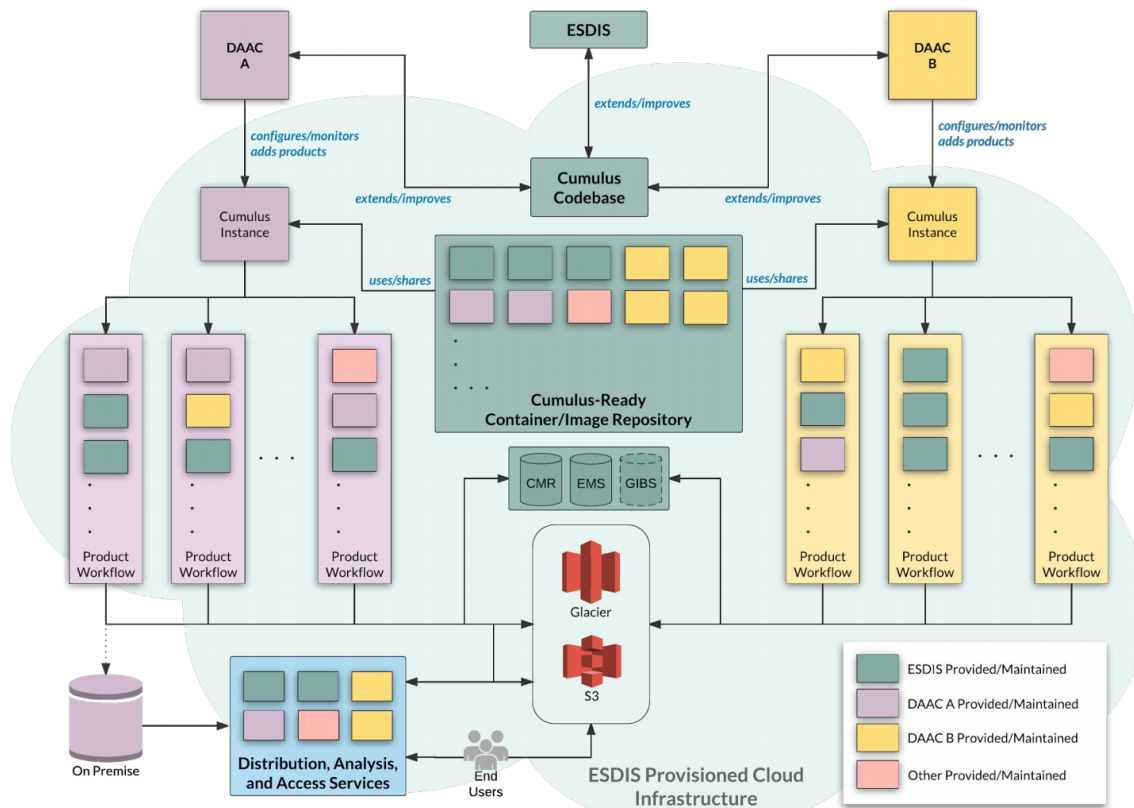 DAAC
A
ESDIS
DAAC
B
extends/improves
configures/monitors
adds products
configures/monitors
adds products
Cumulus
Codebase
extends/improves
extends/improves
Cumulus
Instance
Cumulus
Instance
uses/shares
uses/shares
Cumulus-Ready
Container/Image Repository
CMR
EMS
GIBS
Product
Workflow
Product
Workflow
Product
Workflow
Product
Workflow
Product
Workflow
Product
Workflow
Glacier
S3
On Premise
Distribution, Analysis,
and Access Services
End
Users
ESDIS Provisioned Cloud
Infrastructure
ESDIS Provided/Maintained
DAAC A Provided/Maintained
DAAC B Provided/Maintained
Other Provided/Maintained